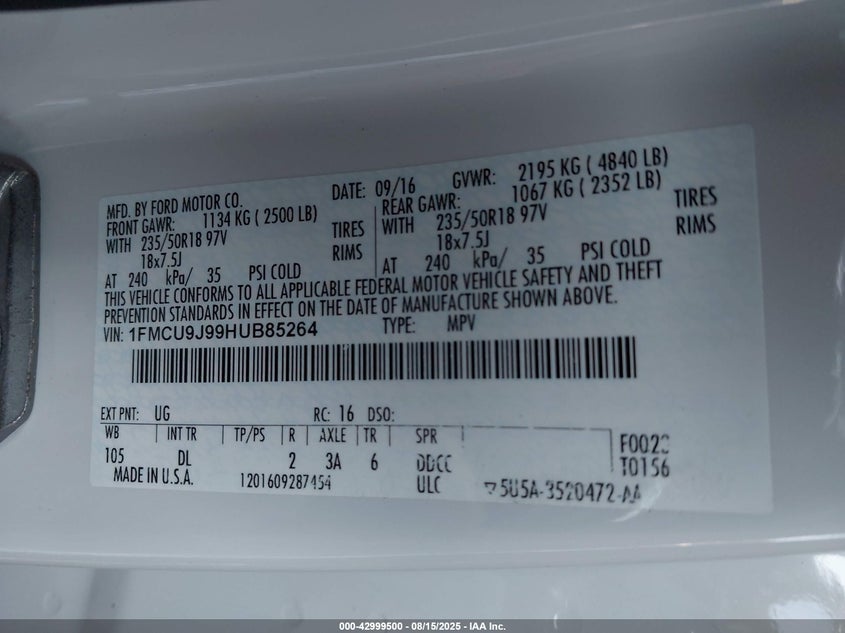 MFD. BY FORD MOTOR CO.
DATE: 09/16 GVWR: 2195 KG ( 4840 LB)
FRONT GAWR: 1134 KG ( 2500 LB)
WITH 235/50R18 97V TIRES
18x7.5J RIMS
AT 240 kPa/ 35 PSI COLD
REAR GAWR: 1067 KG ( 2352 LB)
WITH 235/50R18 97V TIRES
18x7.5J RIMS
AT 240 kPa/ 35 PSI COLD
THIS VEHICLE CONFORMS TO ALL APPLICABLE FEDERAL MOTOR VEHICLE SAFETY AND THEFT
PREVENTION STANDARDS IN EFFECT ON THE DATE OF MANUFACTURE SHOWN ABOVE.
VIN: 1FMCU9J99HUB85264 TYPE: MPV
EXT PNT: UG RC: 16 DSO:
WB INT TR TP/PS R AXLE TR SPR
105 DL 2 3A 6 DDCC
F0023
T0156
MADE IN U.S.A. 1201609287454 ULC 5U5A-3520472-AA
000-42999500 - 08/15/2025 - IAA Inc.